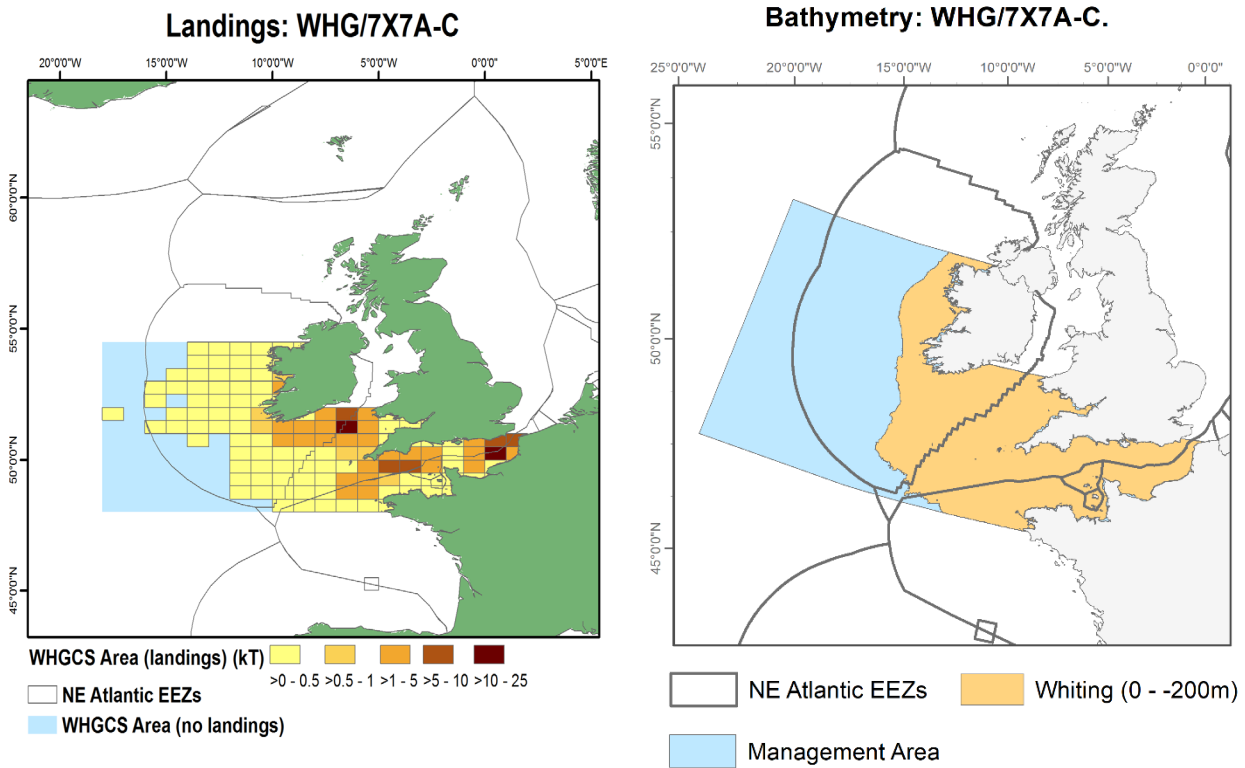 Landings: WHG/7X7A-C
20°0'0"W 15°0'0"W 10°0'0"W 5°0'0"W 0°0'0" 5°0'0"E
60°0'0"N
55°0'0"N
50°0'0"N
45°0'0"N
WHGCS Area (landings) (kT)
>0 - 0.5 >0.5 - 1 >1 - 5 >5 - 10 >10 - 25
NE Atlantic EEZs
WHGCS Area (no landings)
Bathymetry: WHG/7X7A-C.
25°0'0"W 20°0'0"W 15°0'0"W 10°0'0"W 5°0'0"W 0°0'0"
55°0'0"N
50°0'0"N
45°0'0"N
NE Atlantic EEZs
Whiting (0 - -200m)
Management Area